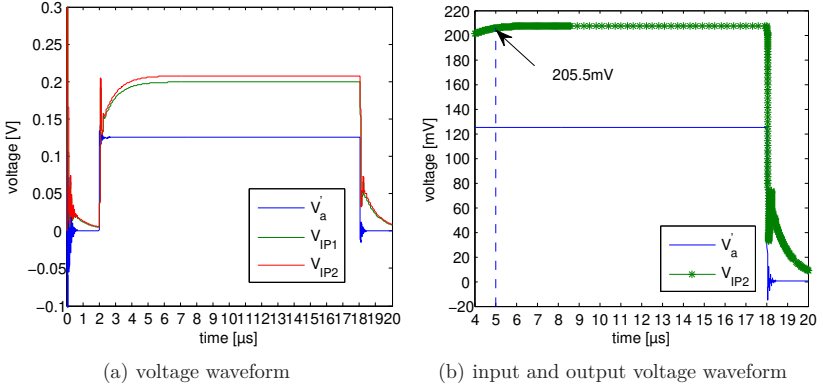 0.3
0.25
0.2
0.15
0.1
0.05
0
−0.05
−0.1
voltage [V]
0 1 2 3 4 5 6 7 8 9 10 11 12 13 14 15 16 17 18 19 20
time [µs]
V'a
VIP1
VIP2
(a) voltage waveform
220
200
180
160
140
120
100
80
60
40
20
0
−20
voltage [mV]
205.5mV
4 5 6 7 8 9 10 11 12 13 14 15 16 17 18 19 20
time [µs]
V'a
VIP2
(b) input and output voltage waveform